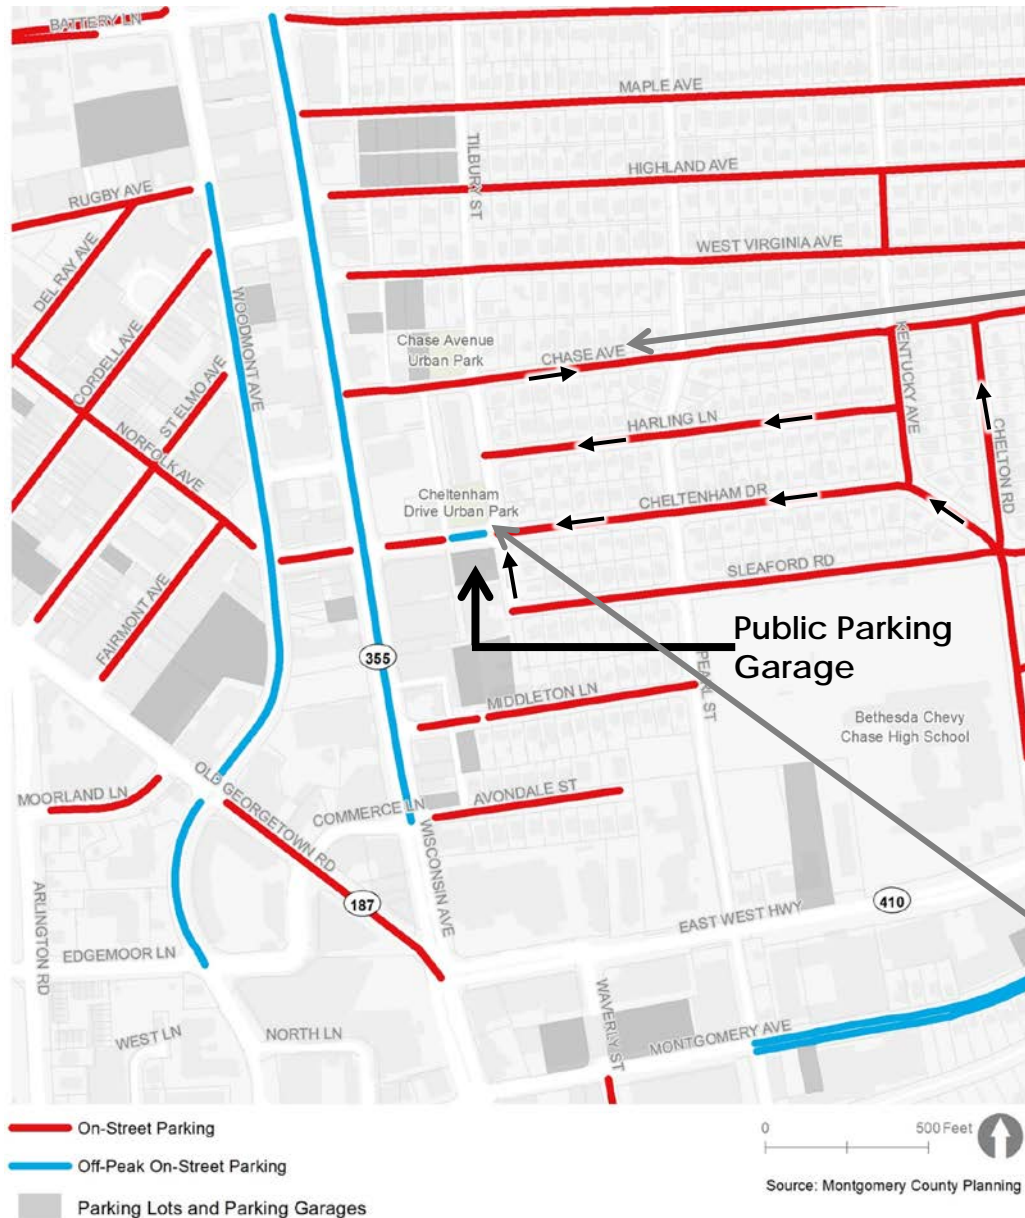 BATTERY LN
MAPLE AVE
TILBURY ST
HIGHLAND AVE
RUGBY AVE
WEST VIRGINIA AVE
DEL RAY AVE
WOODMONT AVE
CORDELL AVE
Chase Avenue
Urban Park
CHASE AVE
KENTUCKY AVE
ST ELMO AVE
HARLING LN
CHELTON RD
NORFOLK AVE
Cheltenham
Drive Urban Park
CHELTENHAM DR
SLEAFORD RD
FAIRMONT AVE
355
Public Parking
Garage
PEARL ST
MIDDLETON LN
Bethesda Chevy
Chase High School
OLD GEORGETOWN RD
MOORLAND LN
COMMERCE LN
AVONDALE ST
WISCONSIN AVE
ARLINGTON RD
187
410
EAST WEST HWY
EDGEMOOR LN
WAVERLY ST
WEST LN
NORTH LN
MONTGOMERY AVE
On-Street Parking
0
500 Feet
Off-Peak On-Street Parking
Source: Montgomery County Planning
Parking Lots and Parking Garages